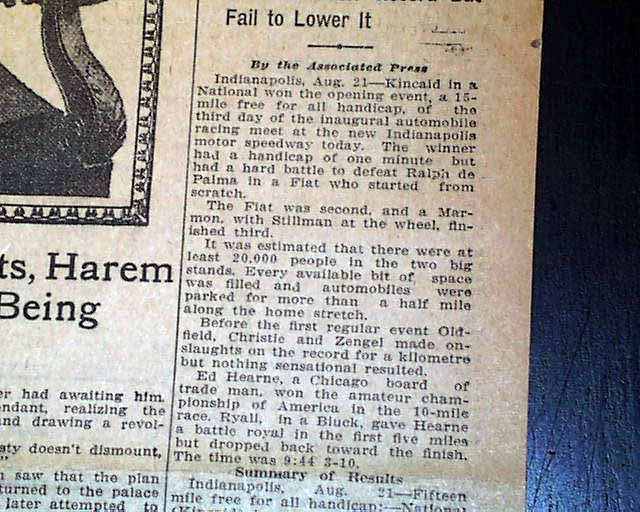 Record But
Fail to Lower It
By the Associated Press
Indianapolis, Aug. 21—Kincaid in a
National won the opening event, a 15-
mile free for all handicap, of the
third day of the inaugural automobile
racing meet at the new Indianapolis
motor speedway today. The winner
had a handicap of one minute but
had a hard battle to defeat Ralph de
Palma in a Fiat who started from
scratch.
The Fiat was second, and a Mar-
mon, with Stillman at the wheel, fin-
ished third.
It was estimated that there were at
least 20,000 people in the two big
stands. Every available bit of space
was filled and automobiles were
parked for more than a half mile
along the home stretch.
Before the first regular event Old-
field, Christie and Zengel made on-
slaughts on the record for a kilometre
but nothing sensational resulted.
Ed Hearne, a Chicago board of
trade man, won the amateur cham-
pionship of America in the 10-mile
race. Ryall, in a Buick, gave Hearne
a battle royal in the first five miles
but dropped back toward the finish.
The time was 9:44 3-10.
Summary of Results
Indianapolis, Aug. 21—Fifteen
mile free for all handicap:—National
(Kincaid)
ts, Harem
Being
er had awaiting him.
endant, realizing the
and drawing a revol-
sty doesn't dismount,
"
n saw that the plan
turned to the palace
later attempted to